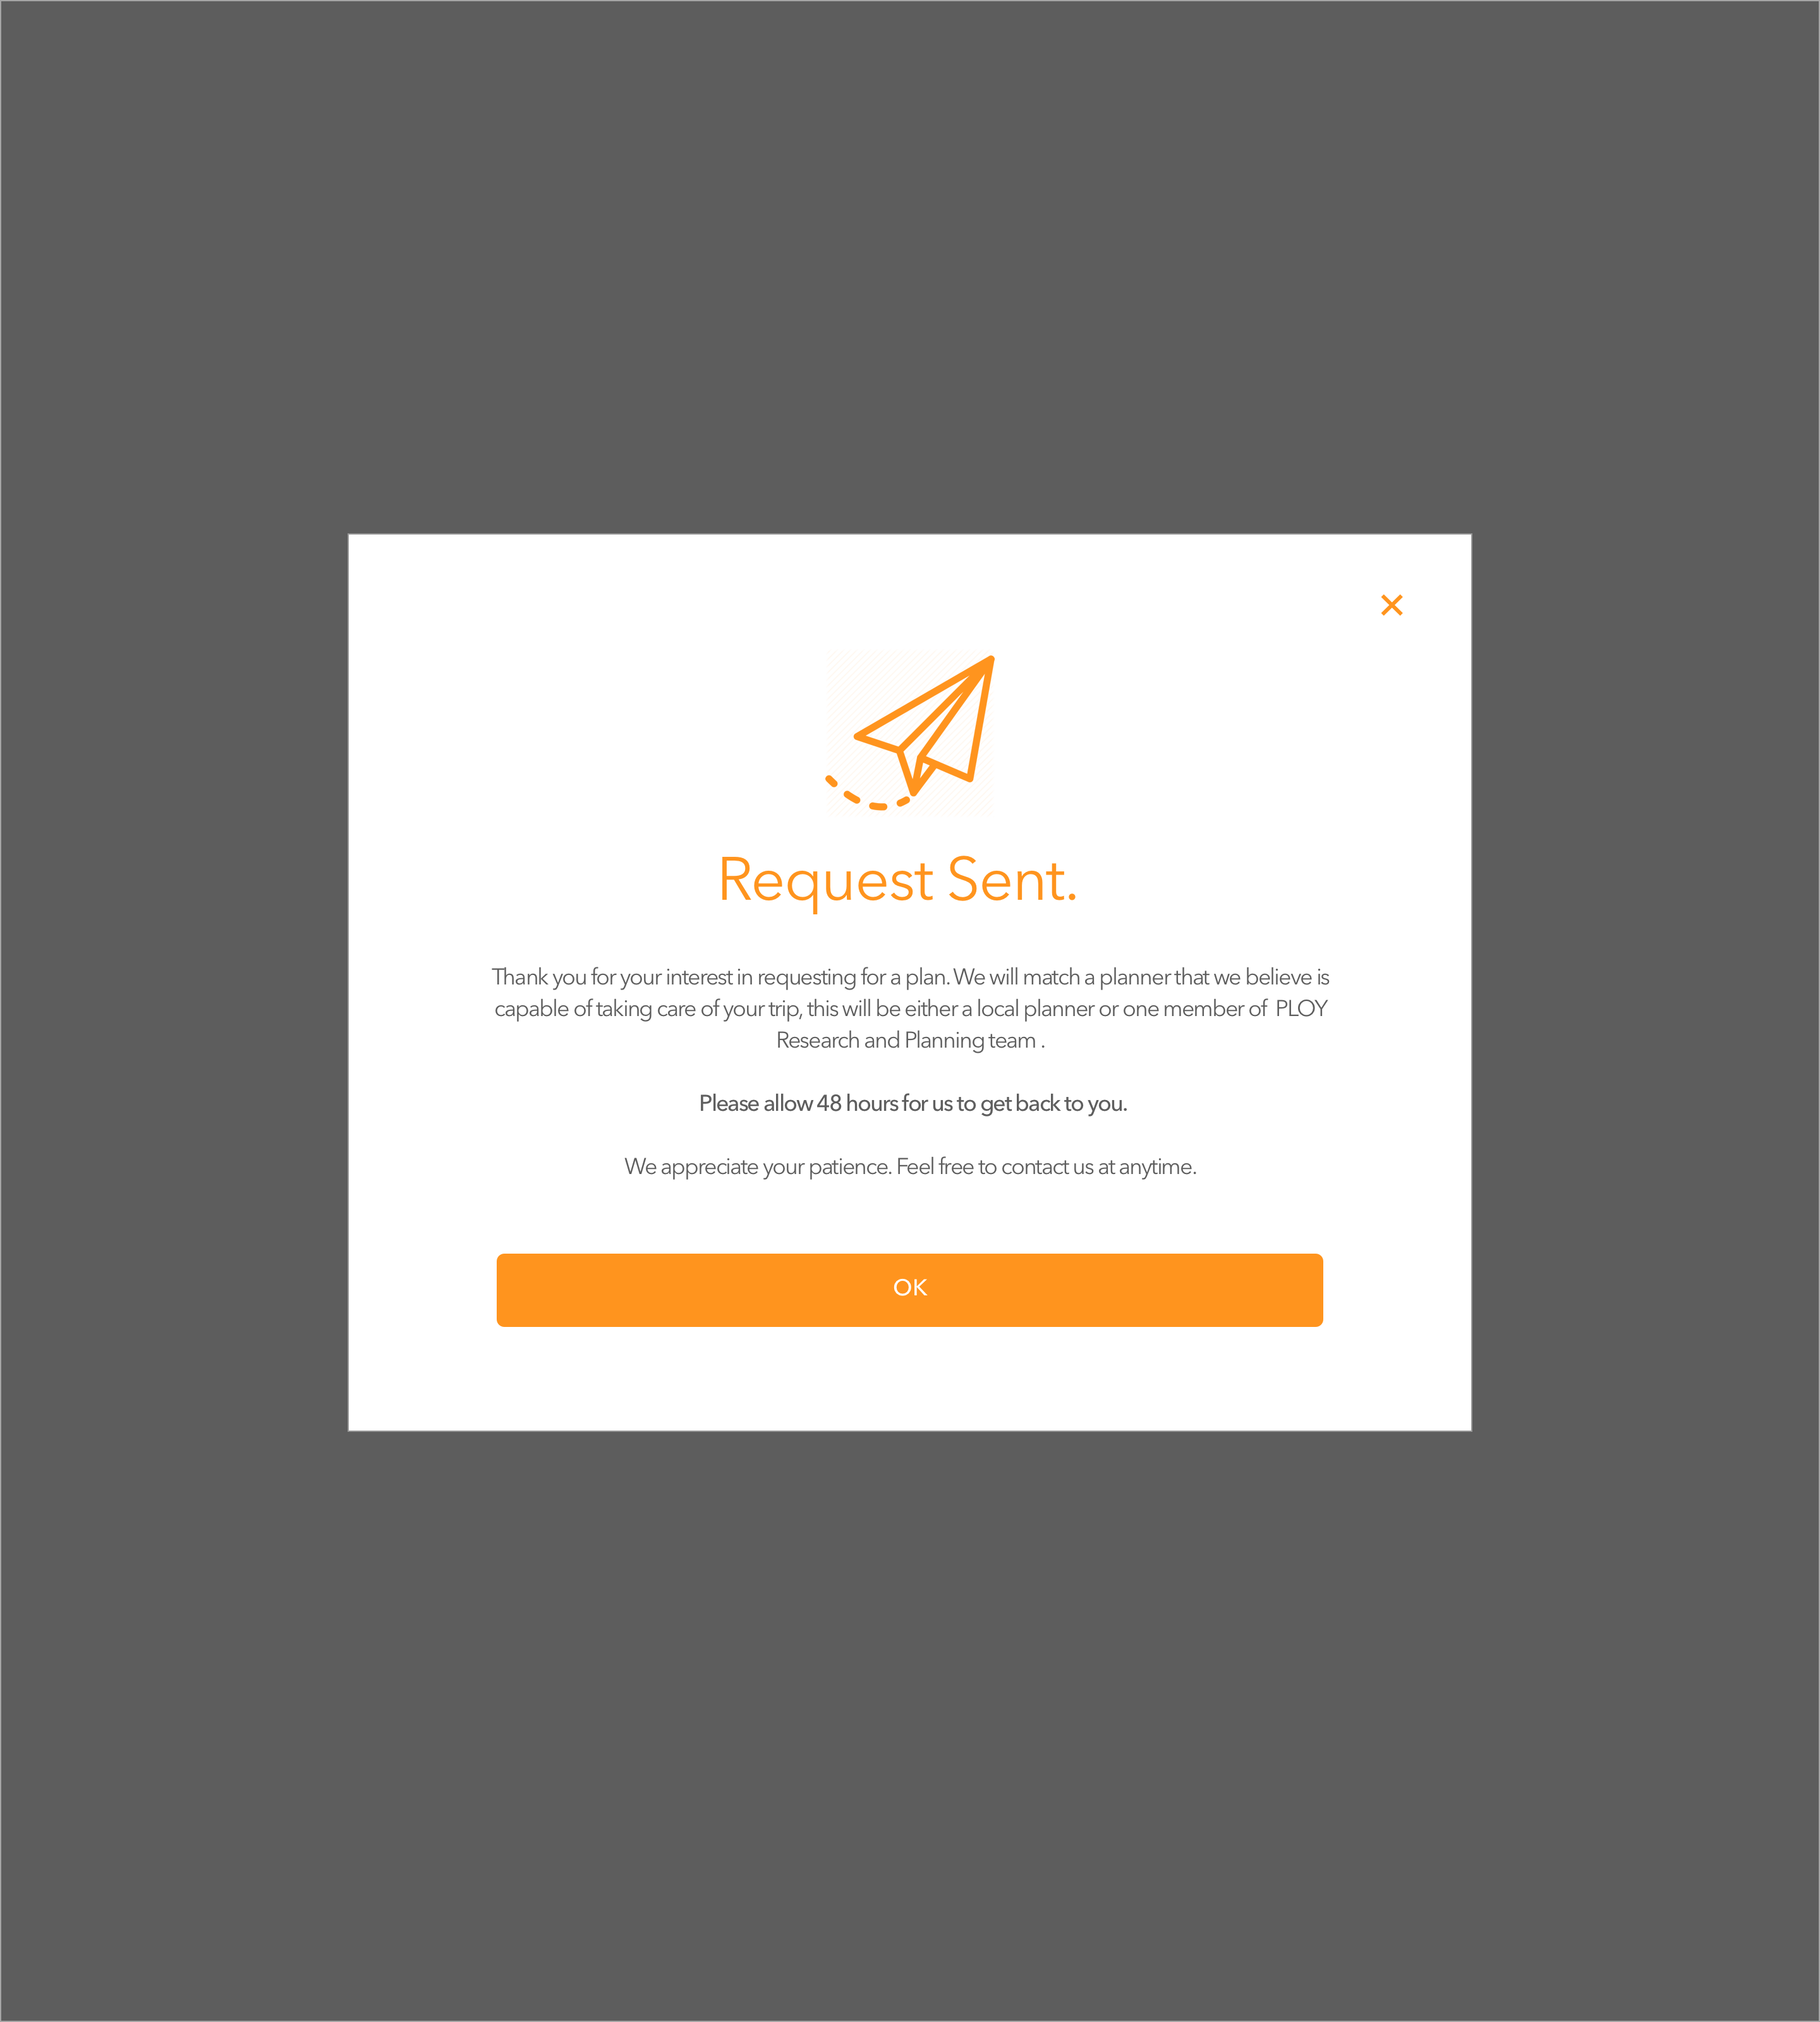 Request Sent.
Thank you for your interest in requesting for a plan. We will match a planner that we believe is
capable of taking care of your trip, this will be either a local planner or one member of  PLOY
Research and Planning team .
Please allow 48 hours for us to get back to you.
We appreciate your patience. Feel free to contact us at anytime.
OK